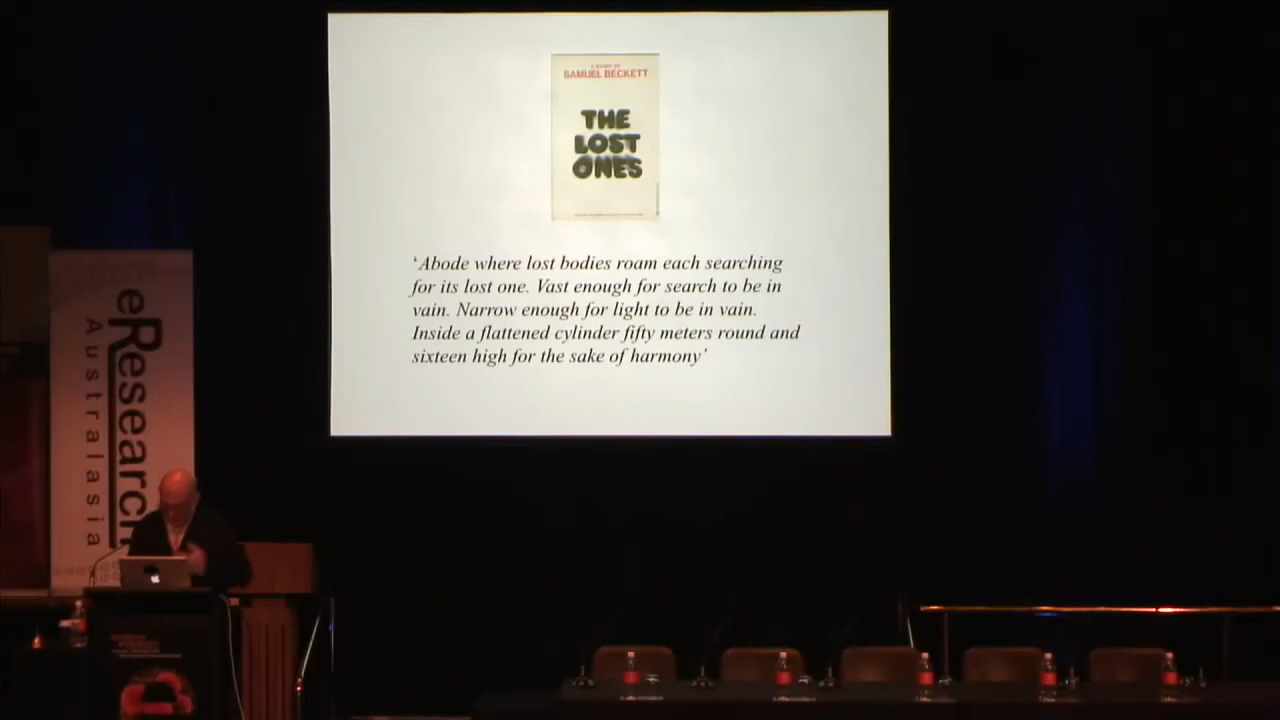 SAMUEL BECKETT
THE
LOST
ONES
‘Abode where lost bodies roam each searching
for its lost one. Vast enough for search to be in
vain. Narrow enough for light to be in vain.
Inside a flattened cylinder fifty meters round and
sixteen high for the sake of harmony’
eResearch
Australasia